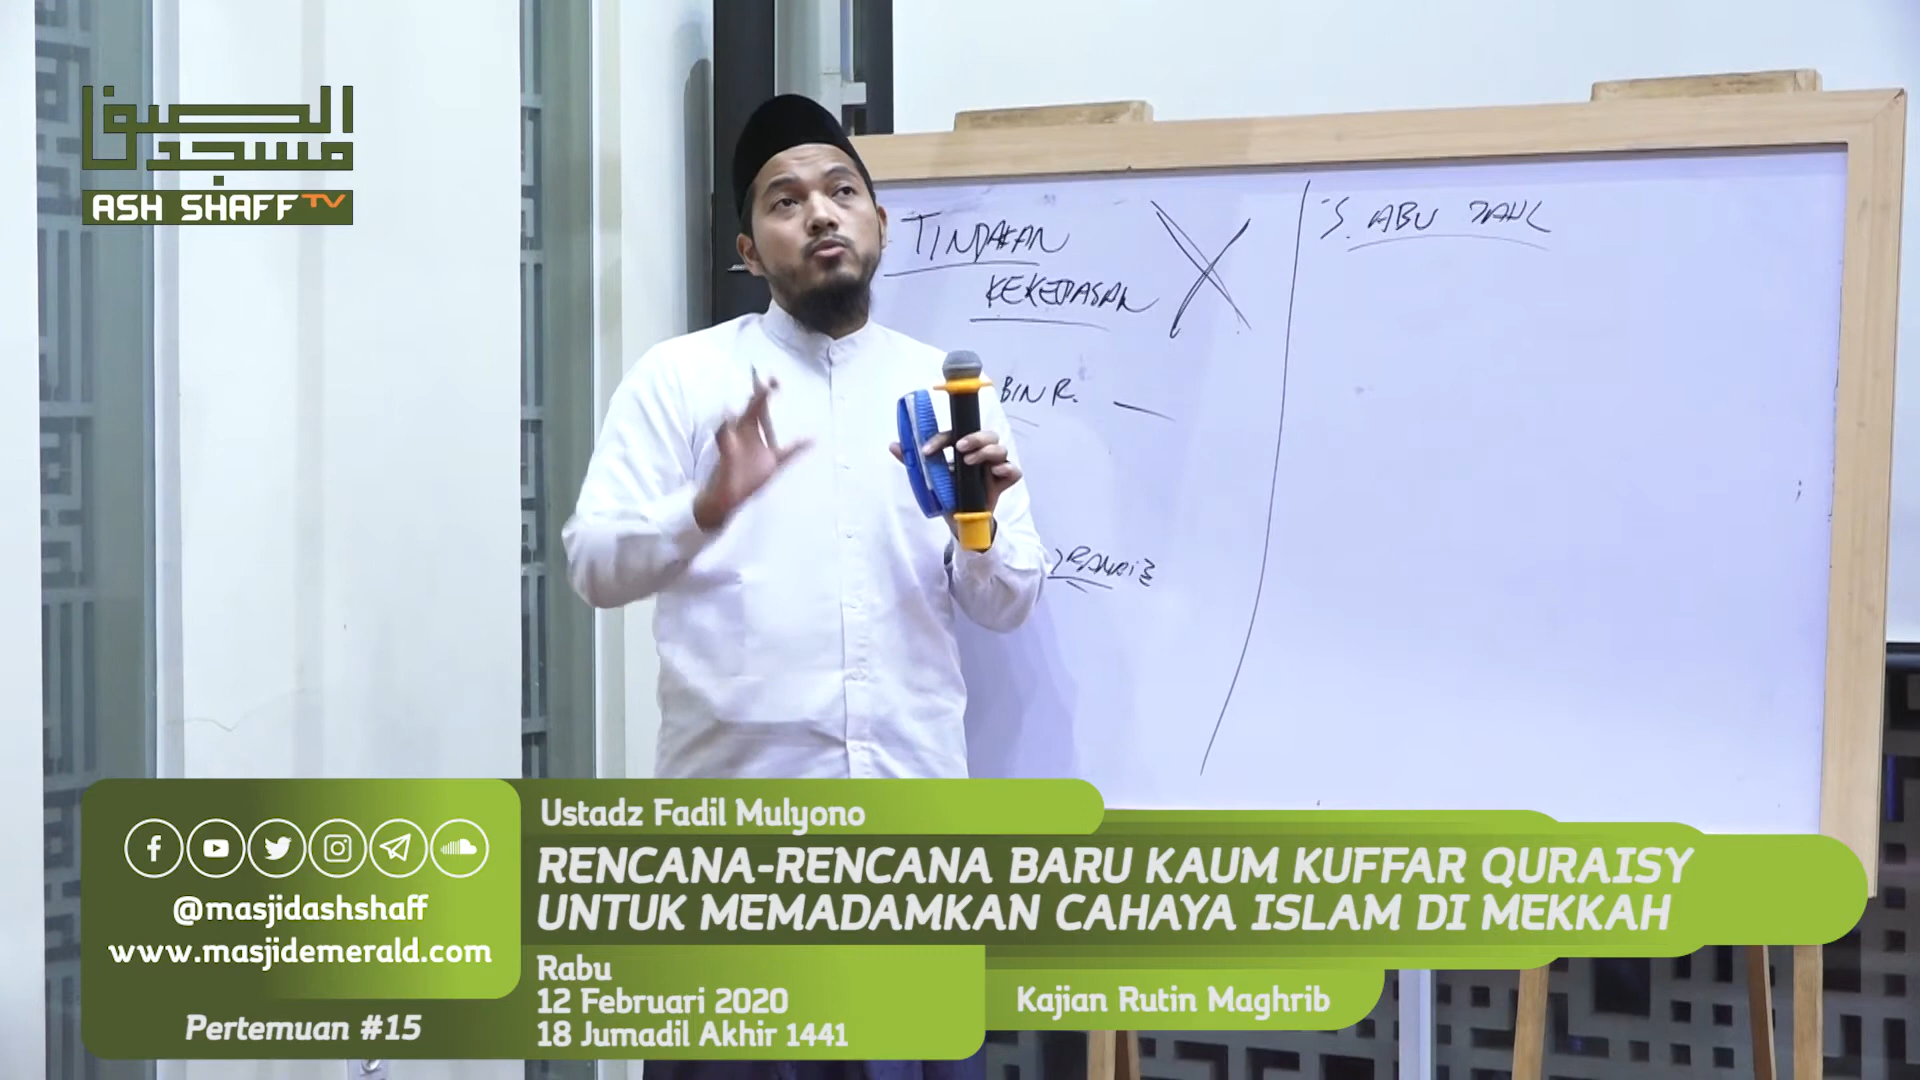 الصف
مسجد
ASH SHAFF TV
TINDAKAN
KEKERASAN
BIN R.
S. ABU JAHL
Ustadz Fadil Mulyono
RENCANA-RENCANA BARU KAUM KUFFAR QURAISY
UNTUK MEMADAMKAN CAHAYA ISLAM DI MEKKAH
@masjidashshaff
www.masjidemerald.com
Pertemuan #15
Rabu
12 Februari 2020
18 Jumadil Akhir 1441
Kajian Rutin Maghrib